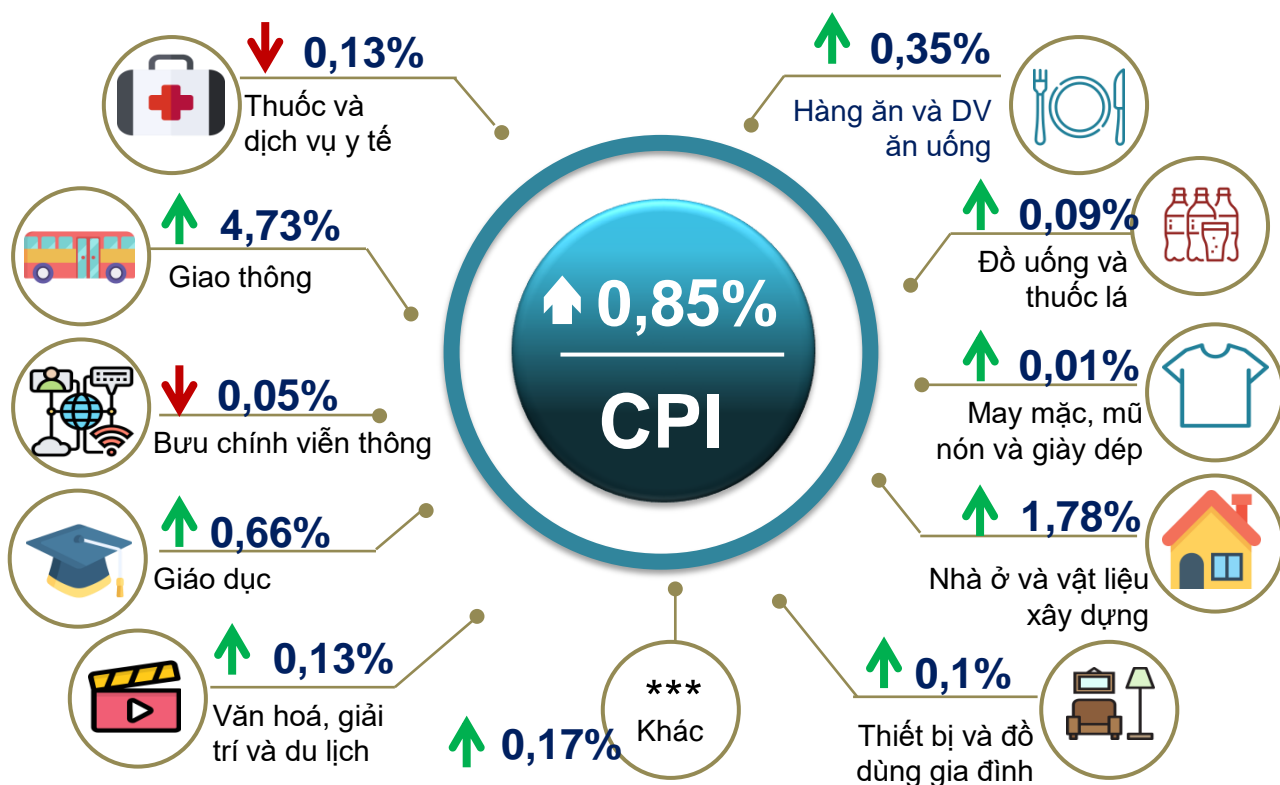 0,13%
Thuốc và
dịch vụ y tế
4,73%
Giao thông
0,05%
Bưu chính viễn thông
0,66%
Giáo dục
0,13%
Văn hoá, giải
trí và du lịch
0,85%
CPI
0,17%
***
Khác
0,35%
Hàng ăn và DV
ăn uống
0,09%
Đồ uống và
thuốc lá
0,01%
May mặc, mũ
nón và giày dép
1,78%
Nhà ở và vật liệu
xây dựng
0,1%
Thiết bị và đồ
dùng gia đình